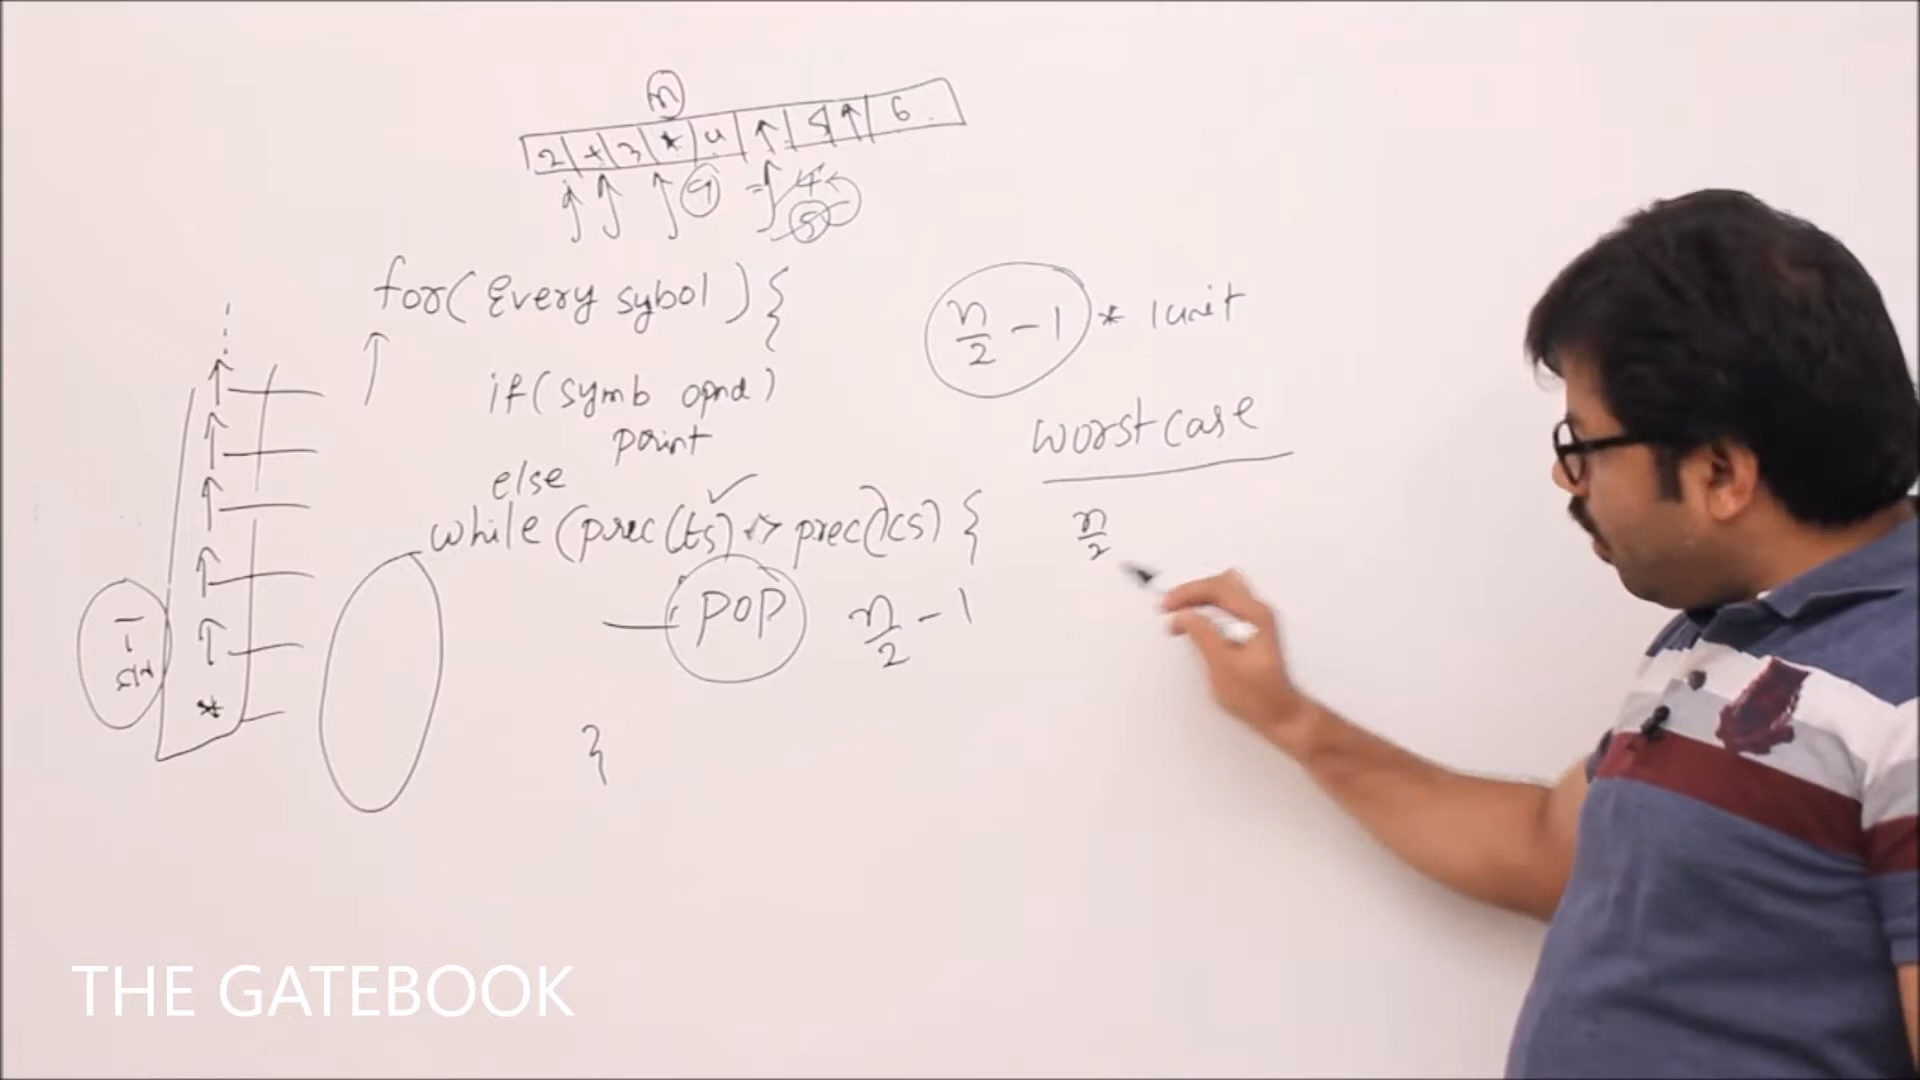 n
2 + 3 * 4 ↑ 5 ↑ 6
for( Every sybol ) {
n/2 - 1 * 1 unit
if( symb opnd )
print
worst case
else
while (prec(ts) > prec(cs) {
n/2
POP n/2 - 1
*
}
THE GATEBOOK